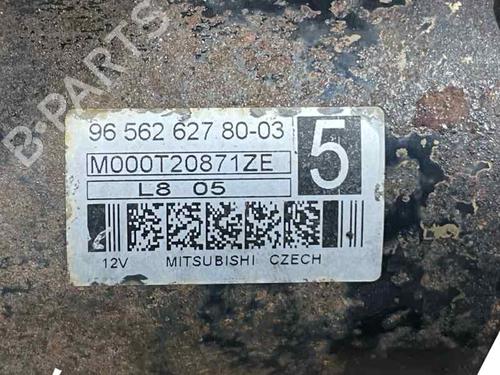 B-PARTS
96 562 627 80-03
5
M000T20871ZE
L8 05
12V MITSUBISHI CZECH